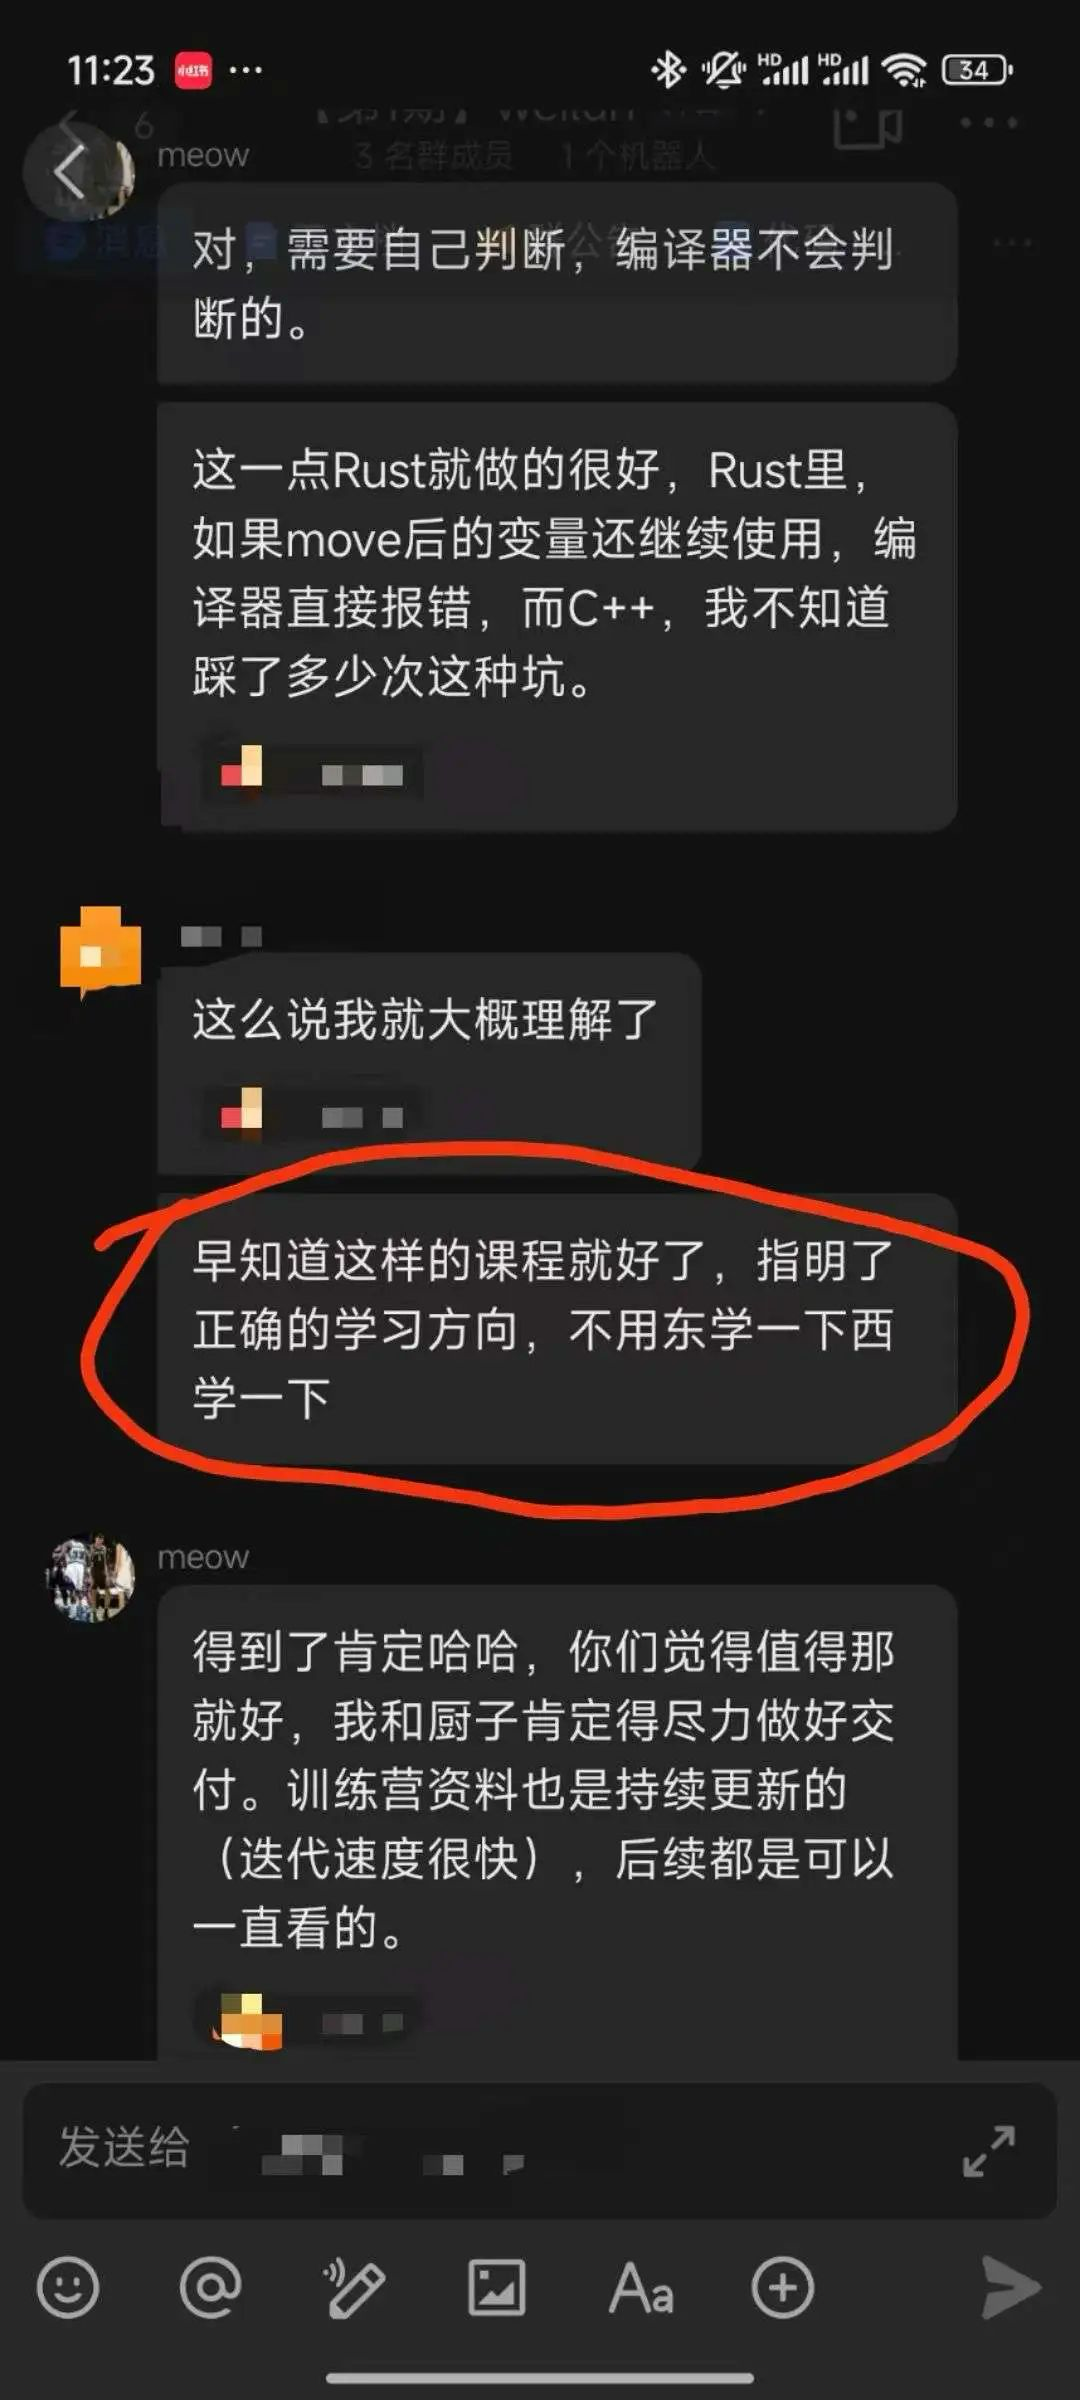 11:23
小红书
HD
HD
34
6
3 名群成员 1 个机器人
meow
消息
对，需要自己判断，编译器不会判
断的。
这一点Rust就做的很好，Rust里，
如果move后的变量还继续使用，编
译器直接报错，而C++，我不知道
踩了多少次这种坑。
这么说我就大概理解了
早知道这样的课程就好了，指明了
正确的学习方向，不用东学一下西
学一下
meow
得到了肯定哈哈，你们觉得值得那
就好，我和厨子肯定得尽力做好交
付。训练营资料也是持续更新的
（迭代速度很快），后续都是可以
一直看的。
发送给
Aa